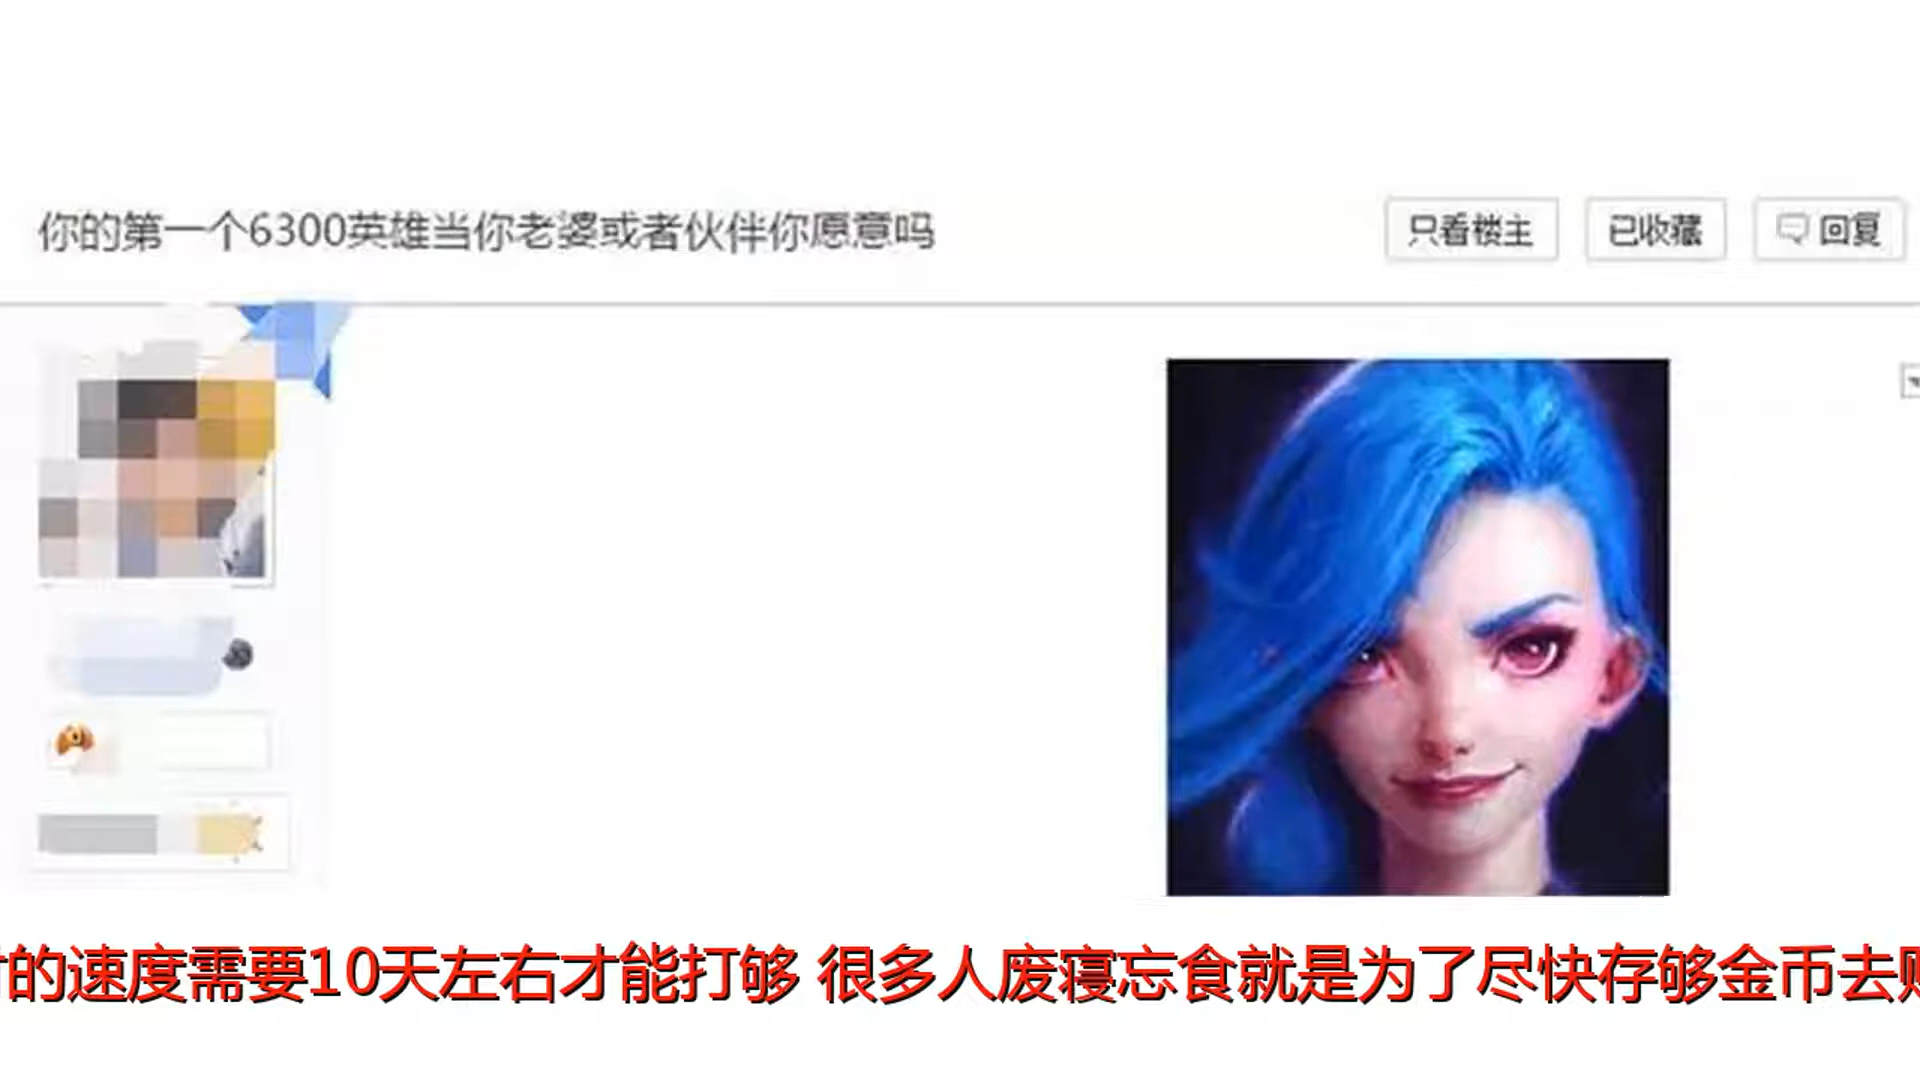 你的第一个6300英雄当你老婆或者伙伴你愿意吗
只看楼主
已收藏
回复
的速度需要10天左右才能打够 很多人废寝忘食就是为了尽快存够金币去